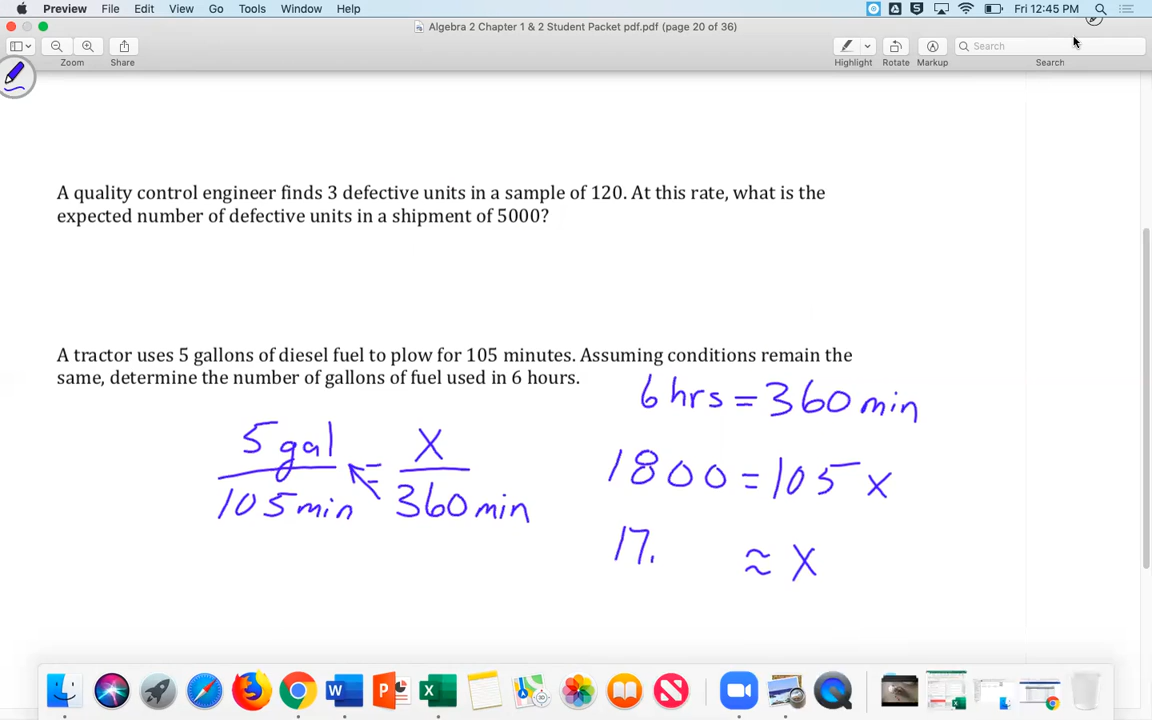 Preview File Edit View Go Tools Window Help Fri 12:45 PM
Algebra 2 Chapter 1 & 2 Student Packet pdf.pdf (page 20 of 36)
Search
Zoom Share Highlight Rotate Markup Search
A quality control engineer finds 3 defective units in a sample of 120. At this rate, what is the
expected number of defective units in a shipment of 5000?
A tractor uses 5 gallons of diesel fuel to plow for 105 minutes. Assuming conditions remain the
same, determine the number of gallons of fuel used in 6 hours.
6 hrs = 360 min
5 gal / 105 min = x / 360 min
1800 = 105 x
17. ≈ x